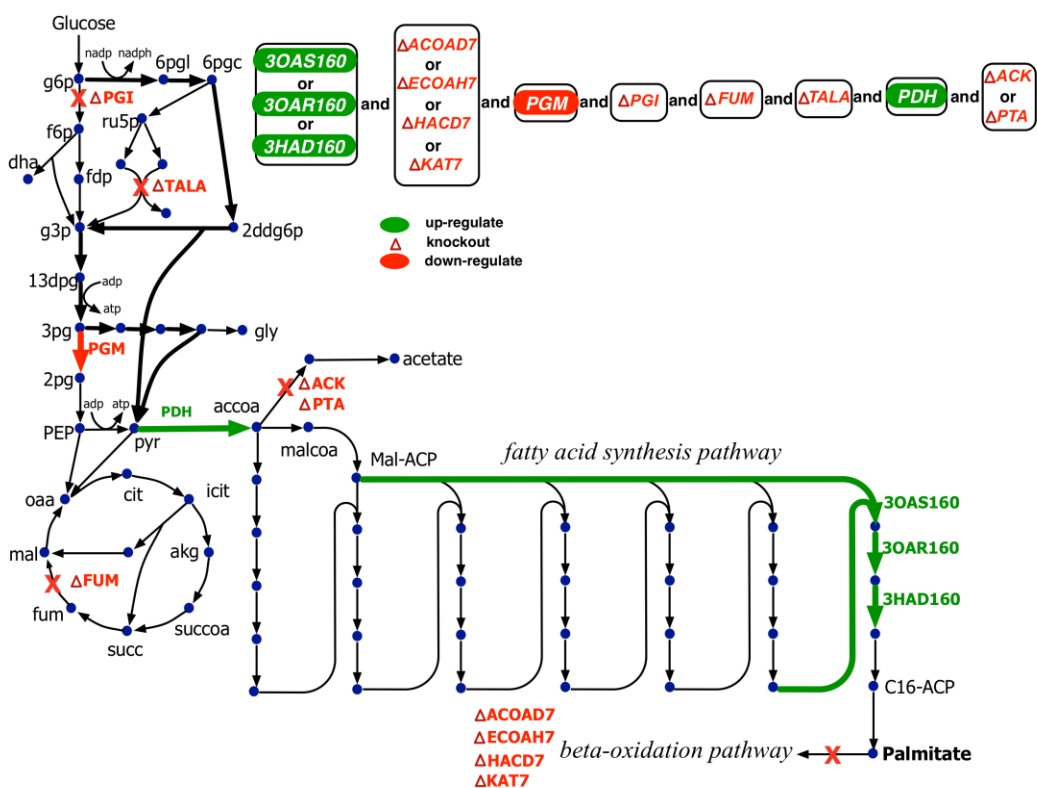 Glucose
nadp nadph
g6p 6pgl 6pgc
ΔPGI
f6p ru5p
dha
fdp ΔTALA
g3p 2ddg6p
13dpg adp
atp
3pg gly
PGM
2pg
adp atp
PEP pyr PDH accoa
3OAS160
or
3OAR160
or
3HAD160
and
ΔACOAD7
or
ΔECOAH7
or
ΔHACD7
or
ΔKAT7
and
PGM
and
ΔPGI
and
ΔFUM
and
ΔTALA
and
PDH
and
ΔACK
or
ΔPTA
up-regulate
Δ knockout
down-regulate
acetate
ΔACK
ΔPTA
malcoa
Mal-ACP fatty acid synthesis pathway
3OAS160
3OAR160
3HAD160
C16-ACP
Palmitate
oaa cit icit
mal akg
ΔFUM
fum succoa
succ
ΔACOAD7
ΔECOAH7
ΔHACD7
ΔKAT7
beta-oxidation pathway